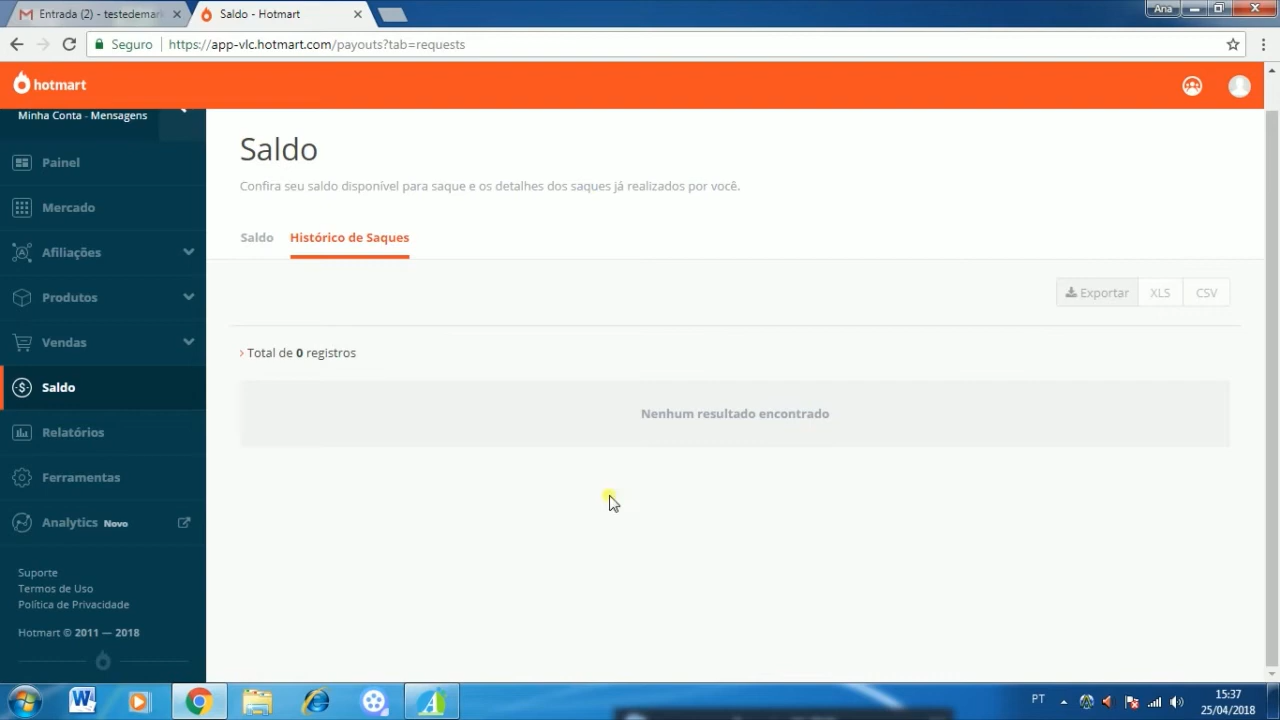 Entrada (2) - testedemark
Saldo - Hotmart
Ana
Seguro
https://app-vlc.hotmart.com/payouts?tab=requests
hotmart
Minha Conta - Mensagens
Painel
Mercado
Afiliações
Produtos
Vendas
Saldo
Relatórios
Ferramentas
Analytics Novo
Suporte
Termos de Uso
Política de Privacidade
Hotmart © 2011 — 2018
Saldo
Confira seu saldo disponível para saque e os detalhes dos saques já realizados por você.
Saldo Histórico de Saques
Exportar XLS CSV
Total de 0 registros
Nenhum resultado encontrado
PT
15:37
25/04/2018